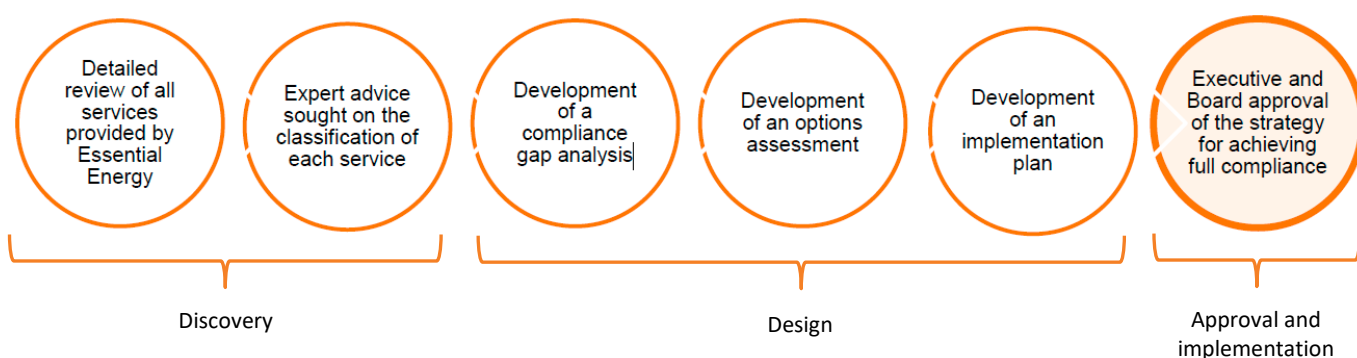 Detailed
review of all
services
provided by
Essential
Energy
Expert advice
sought on the
classification of
each service
Development
of a
compliance
gap analysis
Development
of an options
assessment
Development
of an
implementation
plan
Executive and
Board approval
of the strategy
for achieving
full compliance
Discovery
Design
Approval and
implementation